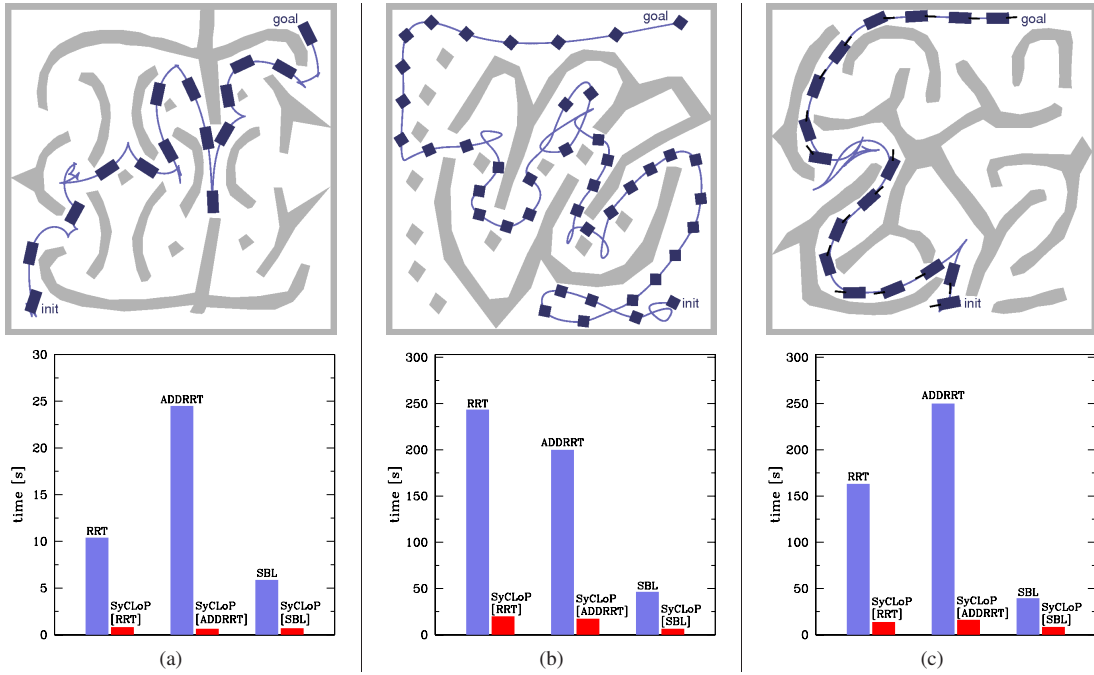 goal
init
goal
init
goal
init
30
25
20
15
10
5
0
time [s]
RRT
SyCLoP
[RRT]
ADDRRT
SyCLoP
[ADDRRT]
SBL
SyCLoP
[SBL]
(a)
300
250
200
150
100
50
0
time [s]
RRT
SyCLoP
[RRT]
ADDRRT
SyCLoP
[ADDRRT]
SBL
SyCLoP
[SBL]
(b)
300
250
200
150
100
50
0
time [s]
RRT
SyCLoP
[RRT]
ADDRRT
SyCLoP
[ADDRRT]
SBL
SyCLoP
[SBL]
(c)